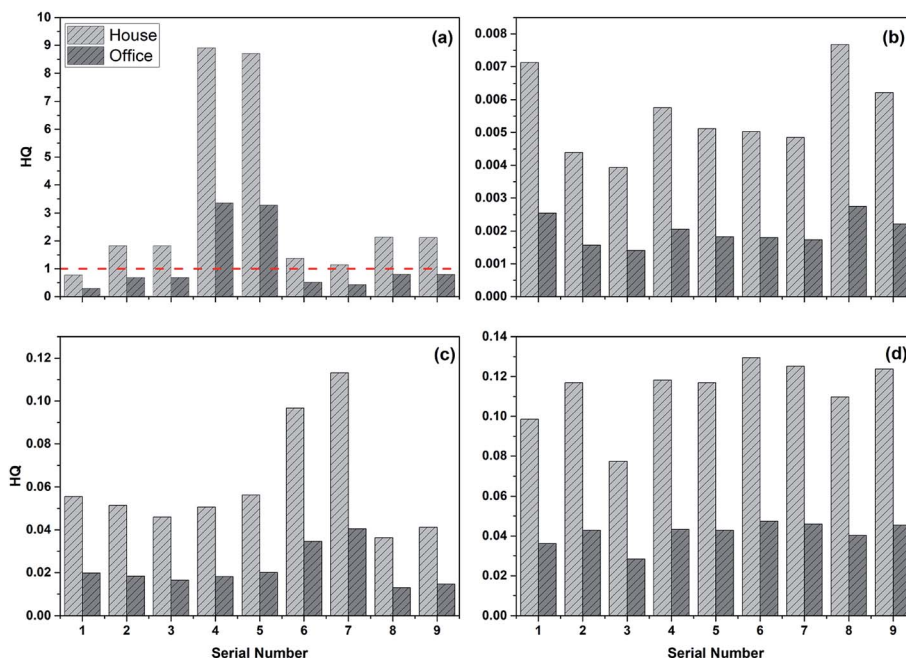 House
Office
(a)
HQ
10
9
8
7
6
5
4
3
2
1
0
(b)
0.008
0.007
0.006
0.005
0.004
0.003
0.002
0.001
0.000
(c)
HQ
0.12
0.10
0.08
0.06
0.04
0.02
0.00
1 2 3 4 5 6 7 8 9
Serial Number
(d)
0.14
0.12
0.10
0.08
0.06
0.04
0.02
0.00
1 2 3 4 5 6 7 8 9
Serial Number